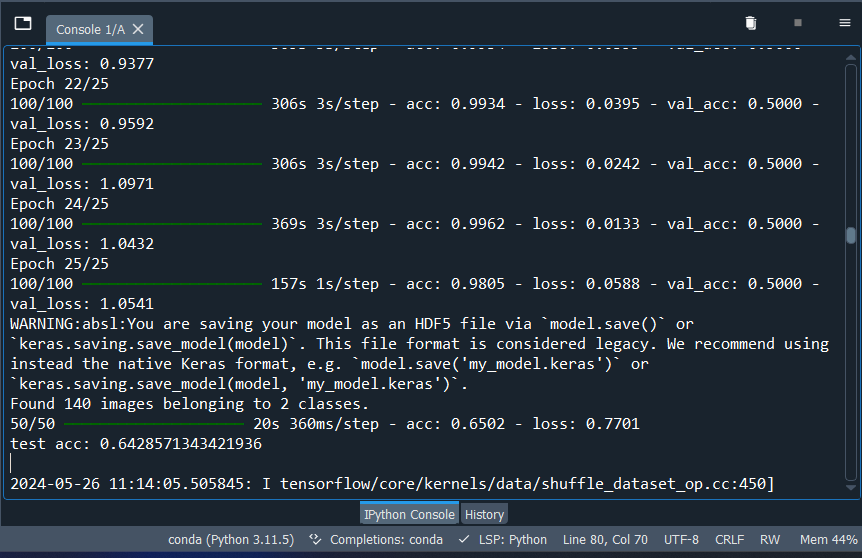 Console 1/A
val_loss: 0.9377
Epoch 22/25
100/100 306s 3s/step - acc: 0.9934 - loss: 0.0395 - val_acc: 0.5000 -
val_loss: 0.9592
Epoch 23/25
100/100 306s 3s/step - acc: 0.9942 - loss: 0.0242 - val_acc: 0.5000 -
val_loss: 1.0971
Epoch 24/25
100/100 369s 3s/step - acc: 0.9962 - loss: 0.0133 - val_acc: 0.5000 -
val_loss: 1.0432
Epoch 25/25
100/100 157s 1s/step - acc: 0.9805 - loss: 0.0588 - val_acc: 0.5000 -
val_loss: 1.0541
WARNING:absl:You are saving your model as an HDF5 file via `model.save()` or
`keras.saving.save_model(model)`. This file format is considered legacy. We recommend using
instead the native Keras format, e.g. `model.save('my_model.keras')` or
`keras.saving.save_model(model, 'my_model.keras')`.
Found 140 images belonging to 2 classes.
50/50 20s 360ms/step - acc: 0.6502 - loss: 0.7701
test acc: 0.6428571343421936
2024-05-26 11:14:05.505845: I tensorflow/core/kernels/data/shuffle_dataset_op.cc:450]
IPython Console History
conda (Python 3.11.5) Completions: conda LSP: Python Line 80, Col 70 UTF-8 CRLF RW Mem 44%